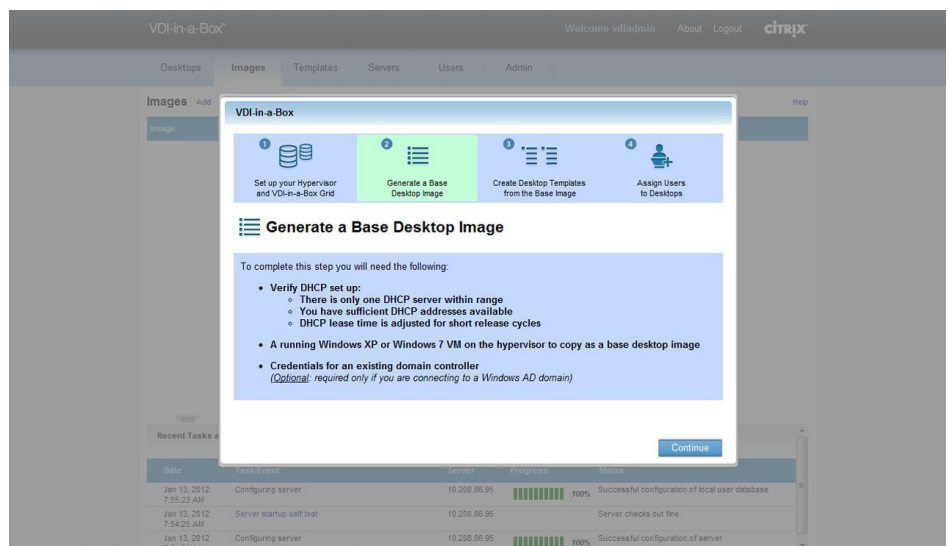 VDI-in-a-Box™
Welcome vdiadmin About Logout CİTRIX
Desktops Images Templates Servers Users Admin
Images Add Help
Image
VDI-in-a-Box
1 2 3 4
Set up your Hypervisor
and VDI-in-a-Box Grid
Generate a Base
Desktop Image
Create Desktop Templates
from the Base Image
Assign Users
to Desktops
Generate a Base Desktop Image
To complete this step you will need the following:
• Verify DHCP set up:
◦ There is only one DHCP server within range
◦ You have sufficient DHCP addresses available
◦ DHCP lease time is adjusted for short release cycles
• A running Windows XP or Windows 7 VM on the hypervisor to copy as a base desktop image
• Credentials for an existing domain controller
(Optional: required only if you are connecting to a Windows AD domain)
Continue
Recent Tasks a
Date Task/Event Server Progress Status
Jan 13, 2012 Configuring server 10.208.86.95 100% Successful configuration of local user database
7:55:23 AM
Jan 13, 2012 Server startup self test 10.208.86.95 Server checks out fine
7:54:25 AM
Jan 13, 2012 Configuring server 10.208.86.95 100% Successful configuration of server